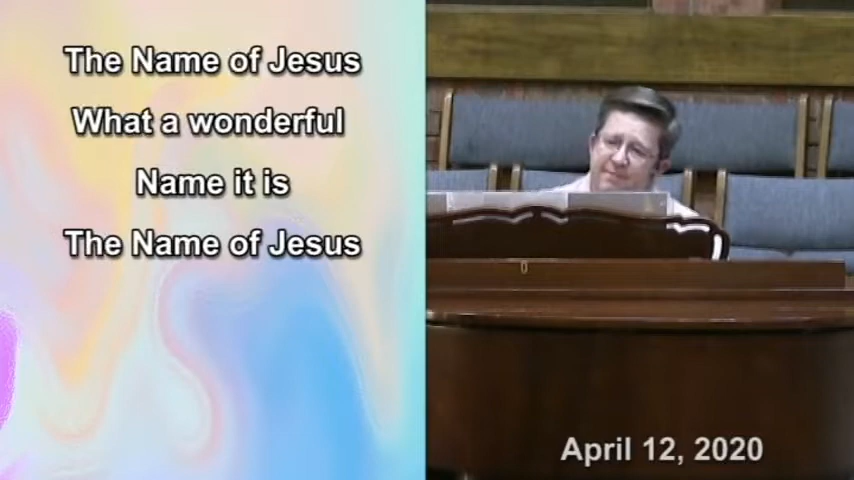 The Name of Jesus
What a wonderful
Name it is
The Name of Jesus
April 12, 2020